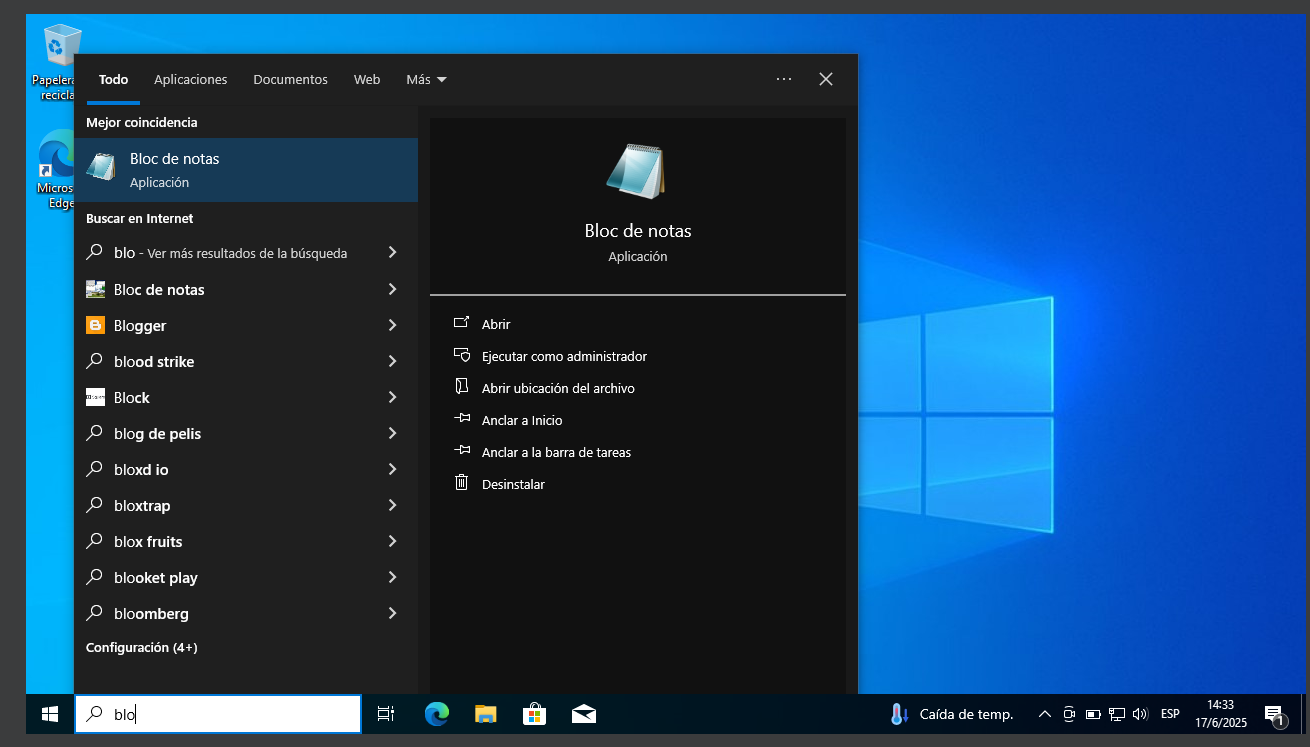 Papelera
recicla
Micros
Edge
Todo
Aplicaciones
Documentos
Web
Más
Mejor coincidencia
Bloc de notas
Aplicación
Buscar en Internet
blo - Ver más resultados de la búsqueda
Bloc de notas
Blogger
blood strike
Block
blog de pelis
bloxd io
bloxtrap
blox fruits
blooket play
bloomberg
Configuración (4+)
Bloc de notas
Aplicación
Abrir
Ejecutar como administrador
Abrir ubicación del archivo
Anclar a Inicio
Anclar a la barra de tareas
Desinstalar
blo
Caída de temp.
ESP
14:33
17/6/2025
1